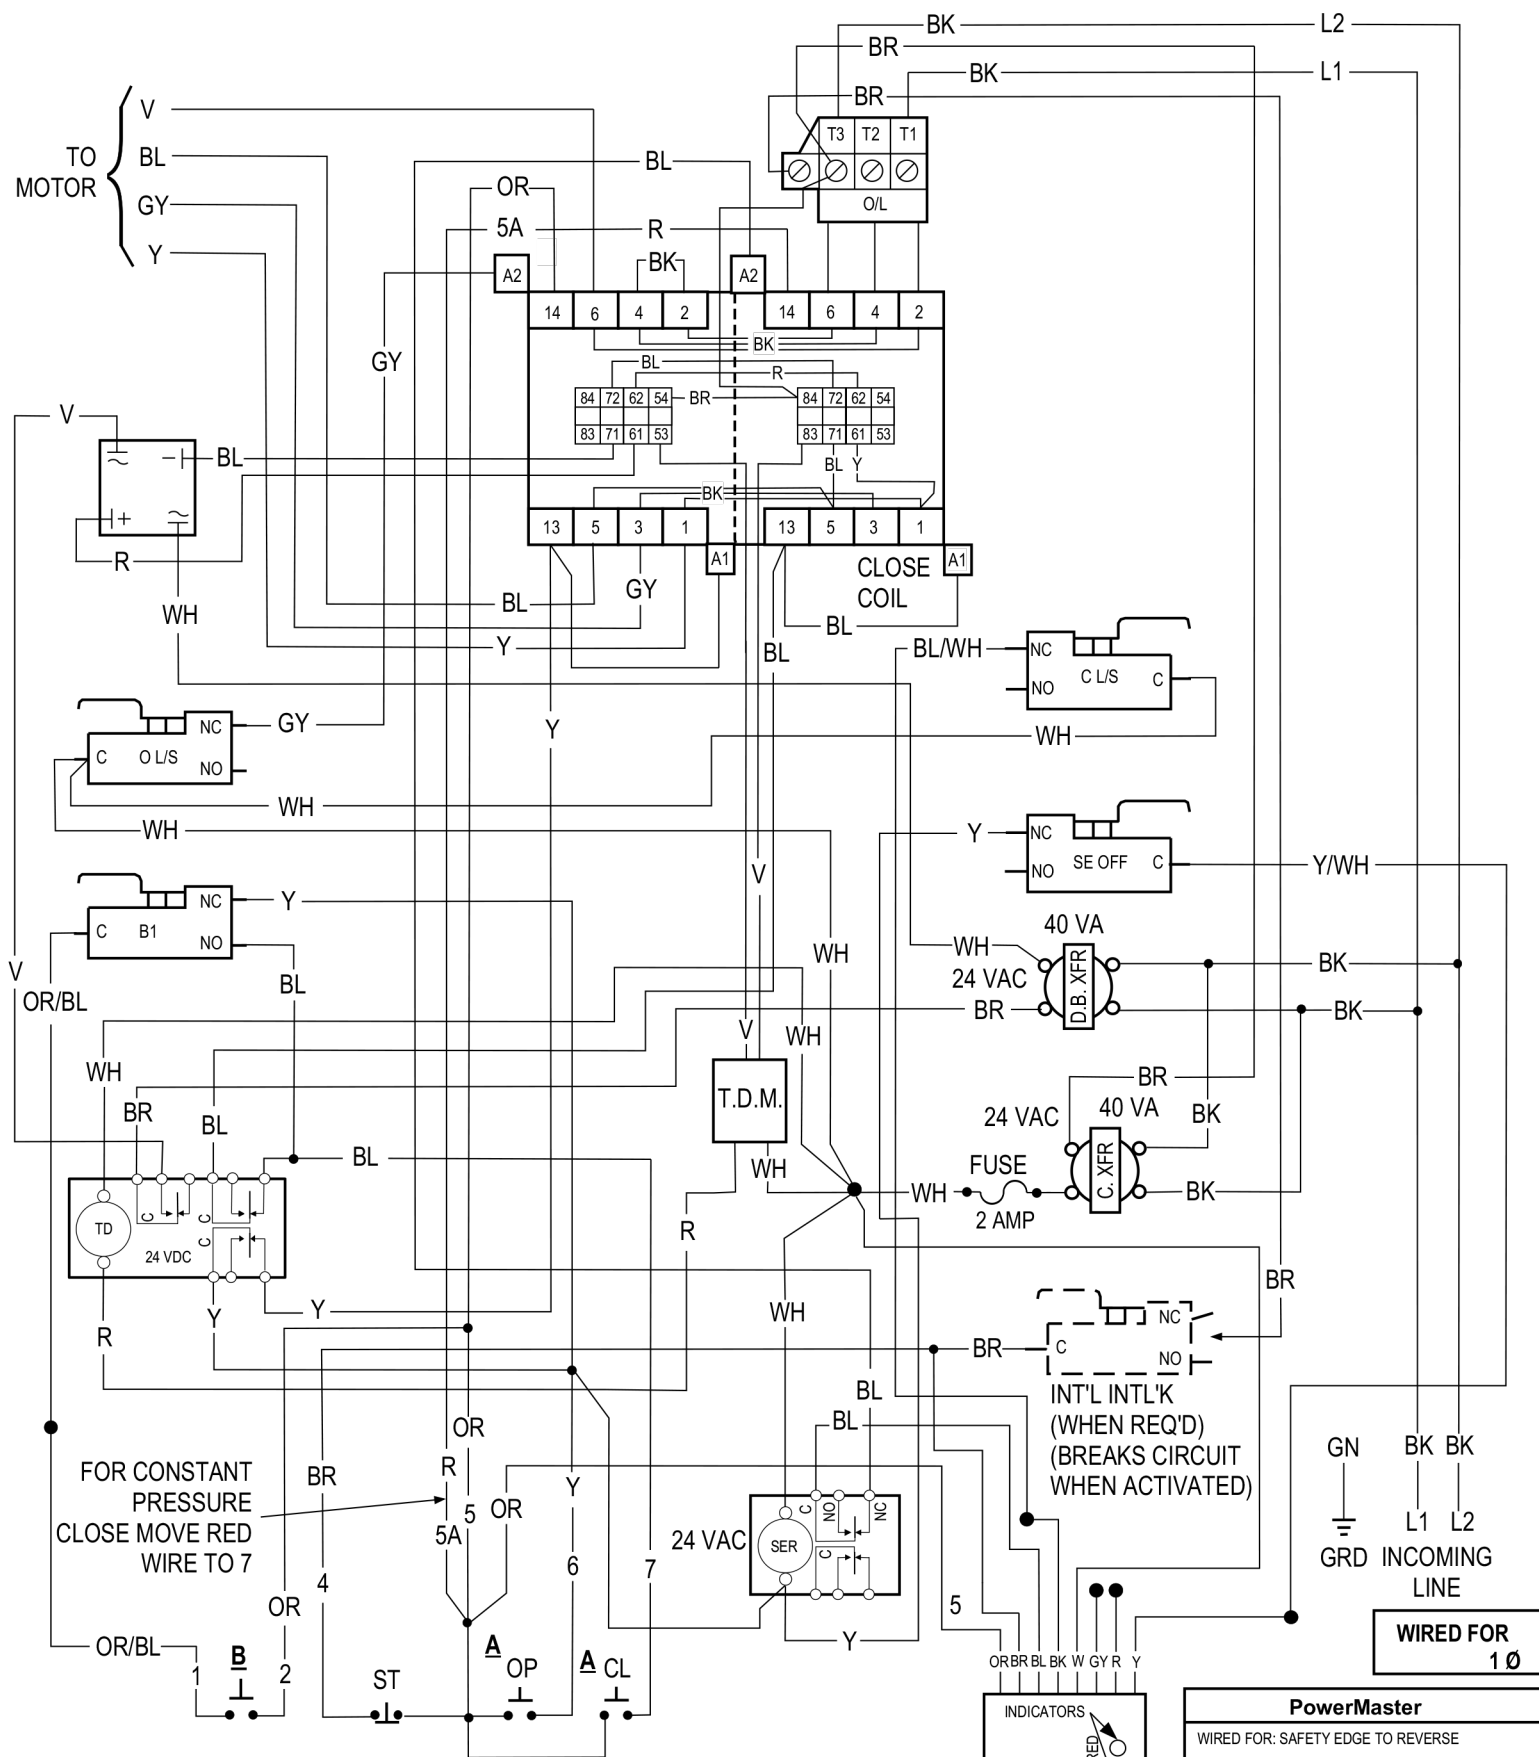 BK
L2
BR
BK
L1
BR
V
TO
MOTOR
BL
GY
Y
T3 T2 T1
O/L
BL
OR
5A
R
BK
A2
A2
14 6 4 2
14 6 4 2
BK
GY
BL
R
84 72 62 54
BR
84 72 62 54
83 71 61 53
83 71 61 53
BL Y
V
BL
R
BK
13 5 3 1
13 5 3 1
A1
A1
CLOSE
COIL
WH
BL
GY
Y
BL
BL
BL/WH
NC
NO
C L/S
C
WH
GY
NC
C
O L/S
NO
Y
WH
WH
Y
NC
NO
SE OFF
C
Y/WH
V
Y
NC
C
B1
NO
40 VA
WH
WH
24 VAC
D.B. XFR
BK
V
OR/BL
BL
BR
BK
V
WH
WH
BR
BL
T.D.M.
BR
24 VAC
40 VA
BK
C. XFR
BL
WH
FUSE
WH
2 AMP
BK
TD
C
C
C
24 VDC
R
Y
Y
R
WH
BR
NC
C
NO
BR
INT'L INTL'K
(WHEN REQ'D)
(BREAKS CIRCUIT
WHEN ACTIVATED)
BL
BL
OR
GN
BK BK
FOR CONSTANT
PRESSURE
CLOSE MOVE RED
WIRE TO 7
BR
R
5
OR
5A
Y
6
7
24 VAC
SER
C
NO
NC
C
GRD
L1 L2
INCOMING
LINE
4
OR
Y
5
OR/BL
1
B
2
ST
A
OP
A
CL
OR BR BL BK W GY R Y
WIRED FOR
1 Ø
INDICATORS
RED
PowerMaster
WIRED FOR: SAFETY EDGE TO REVERSE